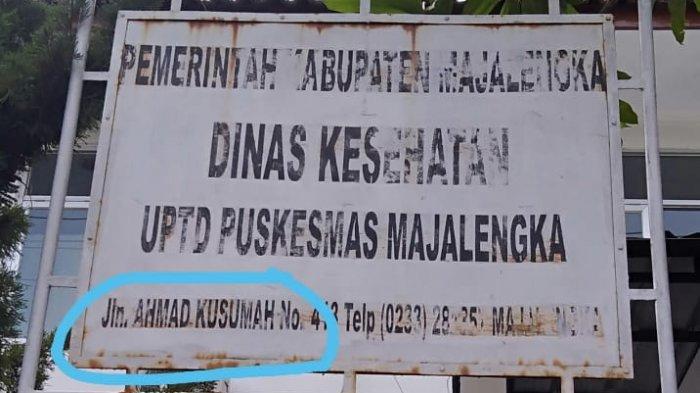 PEMERINTAH KABUPATEN MAJALENGKA
DINAS KESEHATAN
UPTD PUSKESMAS MAJALENGKA
Jln. AHMAD KUSUMAH No. Telp (0233)